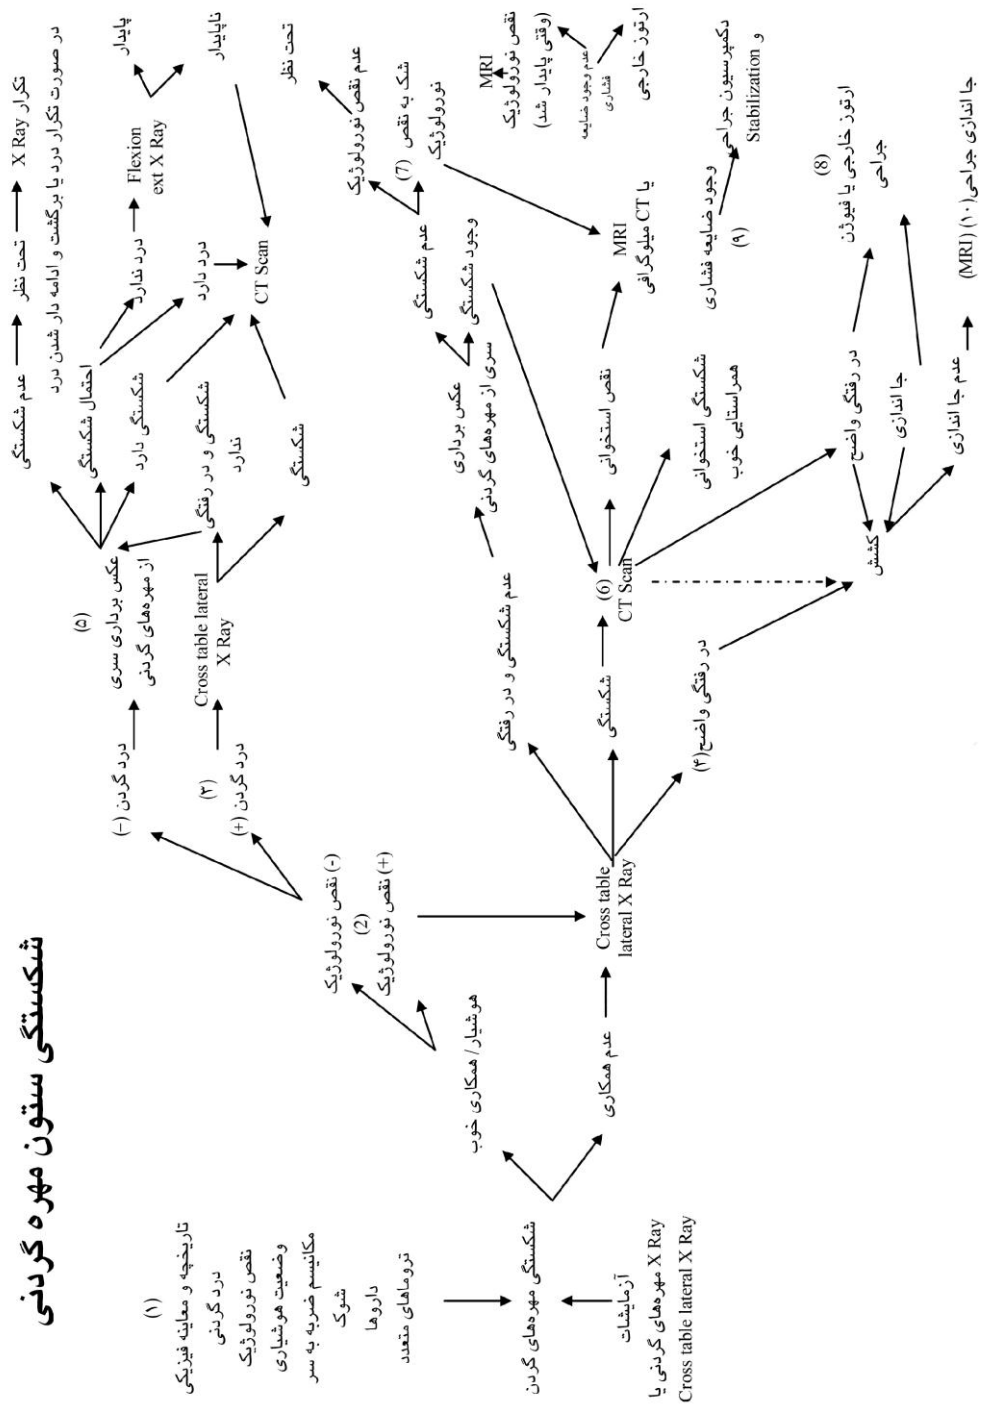 شکستگی ستون مهره گردنی
(۱)
تاریخچه و معاینه فیزیکی
درد گردنی
نقص نورولوژیک
وضعیت هوشیاری
مکانیسم ضربه به سر
شوک
داروها
تروماهای متعدد
شکستگی مهره‌های گردن
آزمایشات
X Ray مهره‌های گردنی یا
Cross table lateral X Ray
هوشیار/ همکاری خوب
عدم همکاری
نقص نورولوژیک (-)
(2)
نقص نورولوژیک (+)
Cross table
lateral X Ray
درد گردن (–)
(۳)
درد گردن (+)
(۵)
عکس برداری سری
از مهره‌های گردنی
Cross table lateral
X Ray
عدم شکستگی
تحت نظر
تکرار X Ray
در صورت تکرار درد یا برگشت و ادامه دار شدن درد
احتمال شکستگی
شکستگی دارد
شکستگی و در رفتگی
ندارد
شکستگی
درد ندارد
درد دارد
Flexion
ext X Ray
پایدار
ناپایدار
CT Scan
عدم شکستگی و در رفتگی
شکستگی
در رفتگی واضح(۴)
عکس برداری
سری از مهره‌های گردنی
عدم شکستگی
وجود شکستگی
عدم نقص نورولوژیک
تحت نظر
(7)
شک به نقص
نورولوژیک
(6)
CT Scan
نقص استخوانی
شکستگی استخوانی
همراستایی خوب
در رفتگی واضح
MRI
یا CT میلوگرافی
MRI
نقص نورولوژیک
(وقتی پایدار شد)
عدم وجود ضایعه
فشاری
ارتوز خارجی
وجود ضایعه فشاری
(۹)
دکمپرسیون جراحی
و Stabilization
کشش
جا اندازی
عدم جا اندازی
(8)
ارتوز خارجی یا فیوژن
جراحی
جا اندازی جراحی(۱۰) (MRI)